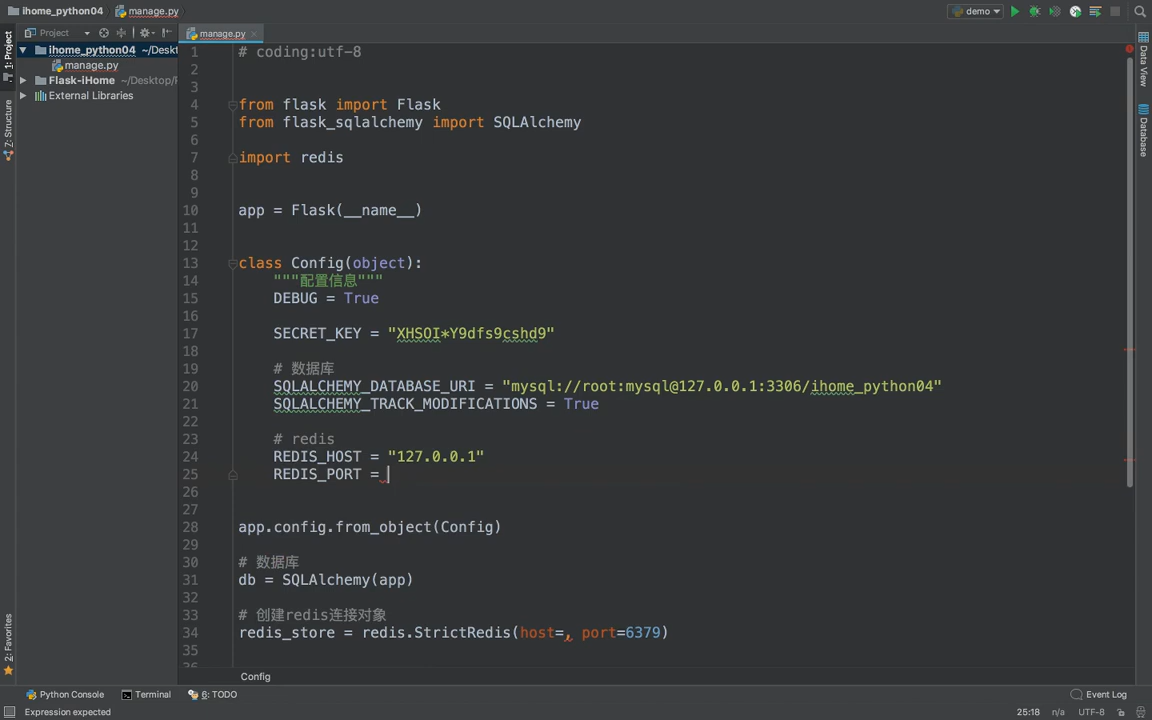 ihome_python04 manage.py demo
Project manage.py
1: Project
ihome_python04 ~/Deskt
manage.py
Flask-iHome ~/Desktop/
External Libraries
Z: Structure
2: Favorites
Data View
Database
1 # coding:utf-8
2
3
4 from flask import Flask
5 from flask_sqlalchemy import SQLAlchemy
6
7 import redis
8
9
10 app = Flask(__name__)
11
12
13 class Config(object):
14 """配置信息"""
15 DEBUG = True
16
17 SECRET_KEY = "XHSOI*Y9dfs9cshd9"
18
19 # 数据库
20 SQLALCHEMY_DATABASE_URI = "mysql://root:mysql@127.0.0.1:3306/ihome_python04"
21 SQLALCHEMY_TRACK_MODIFICATIONS = True
22
23 # redis
24 REDIS_HOST = "127.0.0.1"
25 REDIS_PORT =
26
27
28 app.config.from_object(Config)
29
30 # 数据库
31 db = SQLAlchemy(app)
32
33 # 创建redis连接对象
34 redis_store = redis.StrictRedis(host=, port=6379)
35
36
Config
Python Console Terminal 6: TODO Event Log
Expression expected 25:18 n/a UTF-8